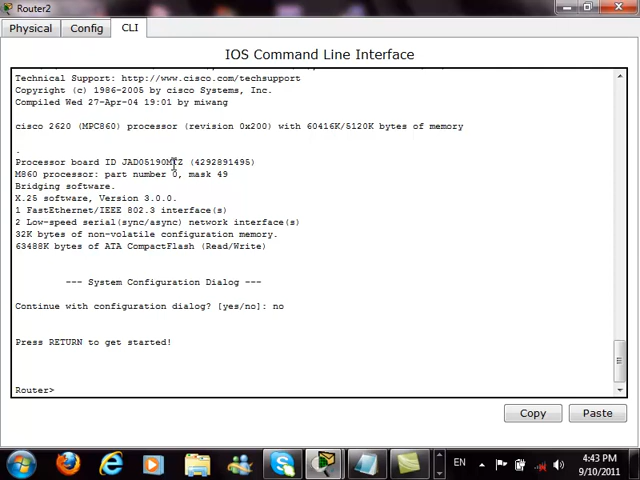 Router2
Physical Config CLI
IOS Command Line Interface
Technical Support: http://www.cisco.com/techsupport
Copyright (c) 1986-2005 by cisco Systems, Inc.
Compiled Wed 27-Apr-04 19:01 by miwang
cisco 2620 (MPC860) processor (revision 0x200) with 60416K/5120K bytes of memory
.
Processor board ID JAD05190MTZ (4292891495)
M860 processor: part number 0, mask 49
Bridging software.
X.25 software, Version 3.0.0.
1 FastEthernet/IEEE 802.3 interface(s)
2 Low-speed serial(sync/async) network interface(s)
32K bytes of non-volatile configuration memory.
63488K bytes of ATA CompactFlash (Read/Write)
--- System Configuration Dialog ---
Continue with configuration dialog? [yes/no]: no
Press RETURN to get started!
Router>
Copy Paste
EN
4:43 PM
9/10/2011